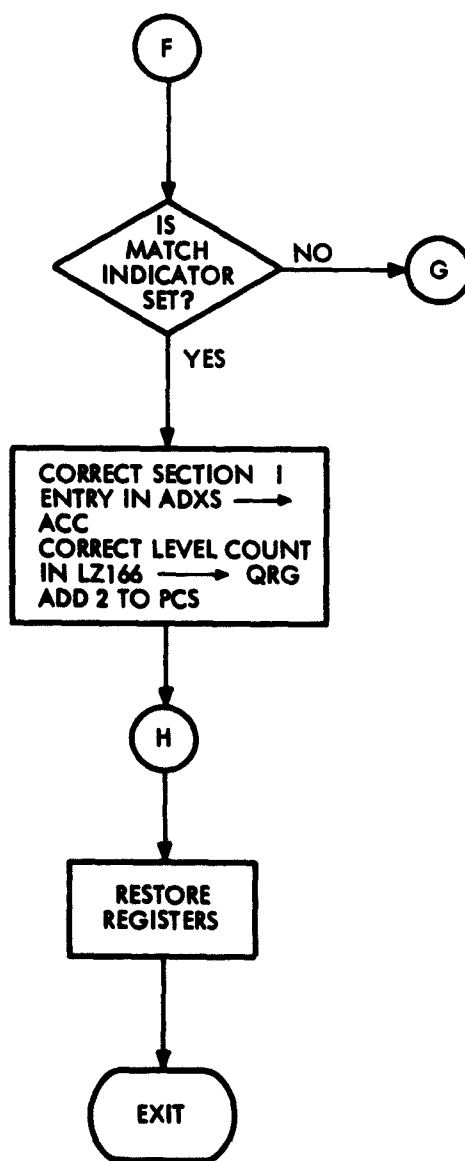 F
IS
MATCH
INDICATOR
SET?
NO
G
YES
CORRECT SECTION I
ENTRY IN ADXS ⟶
ACC
CORRECT LEVEL COUNT
IN LZ166 ⟶ QRG
ADD 2 TO PCS
H
RESTORE
REGISTERS
EXIT